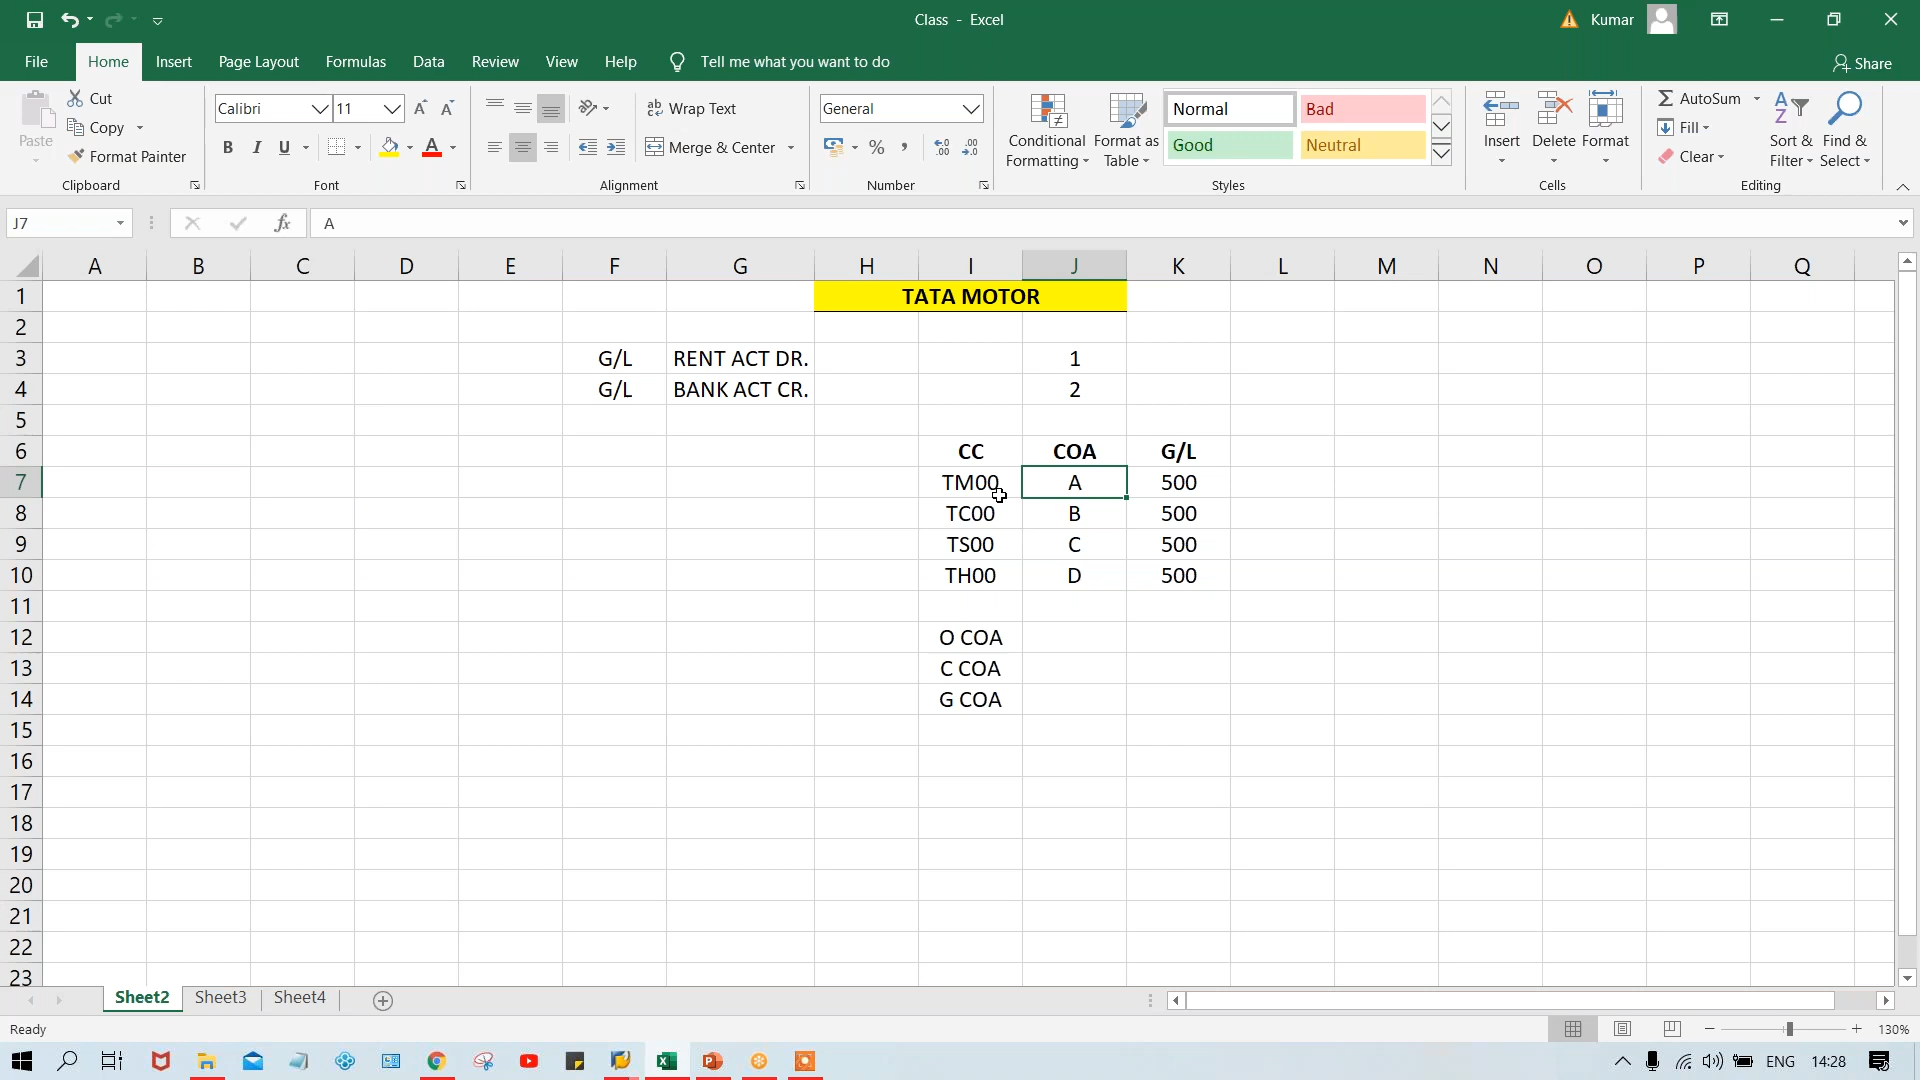 Class - Excel
Kumar
File Home Insert Page Layout Formulas Data Review View Help Tell me what you want to do
Share
Paste
Cut
Copy
Format Painter
Clipboard
Calibri 11
B I U
Font
Wrap Text
Merge & Center
Alignment
General
Number
Conditional Formatting
Format as Table
Normal Bad
Good Neutral
Styles
Insert Delete Format
Cells
AutoSum
Fill
Clear
Sort & Filter
Find & Select
Editing
J7 fx A
A B C D E F G H I J K L M N O P Q
1 TATA MOTOR
2
3 G/L RENT ACT DR. 1
4 G/L BANK ACT CR. 2
5
6 CC COA G/L
7 TM00 A 500
8 TC00 B 500
9 TS00 C 500
10 TH00 D 500
11
12 O COA
13 C COA
14 G COA
15
16
17
18
19
20
21
22
23
Sheet2 Sheet3 Sheet4
Ready 130%
ENG 14:28